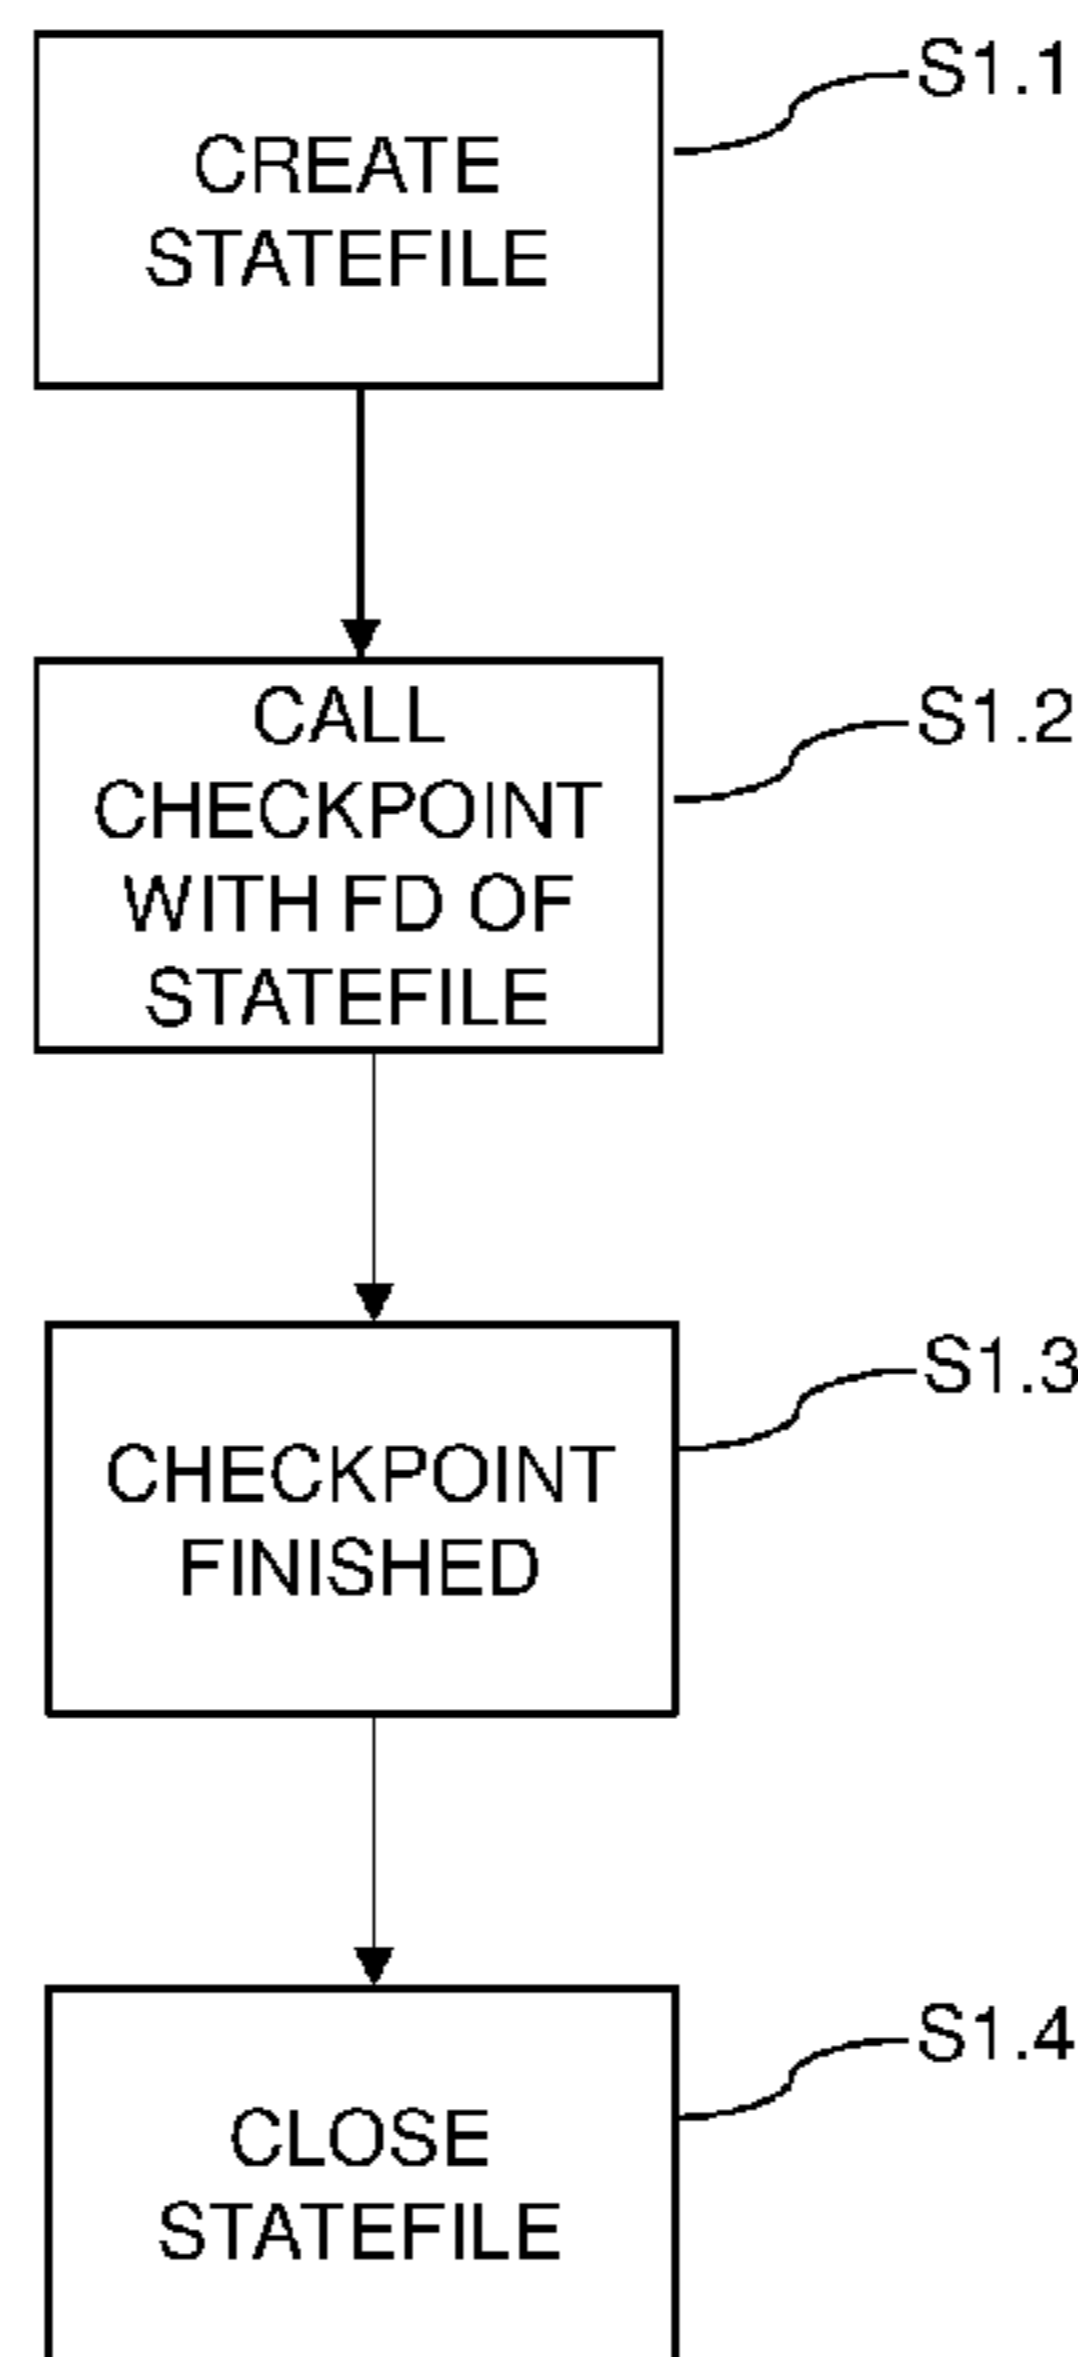 CREATE
STATEFILE
S1.1
CALL
CHECKPOINT
WITH FD OF
STATEFILE
S1.2
CHECKPOINT
FINISHED
S1.3
CLOSE
STATEFILE
S1.4